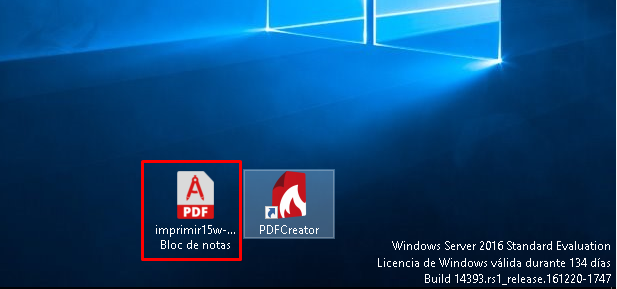 PDF
imprimir15w-...
Bloc de notas
PDFCreator
Windows Server 2016 Standard Evaluation
Licencia de Windows válida durante 134 días
Build 14393.rs1_release.161220-1747